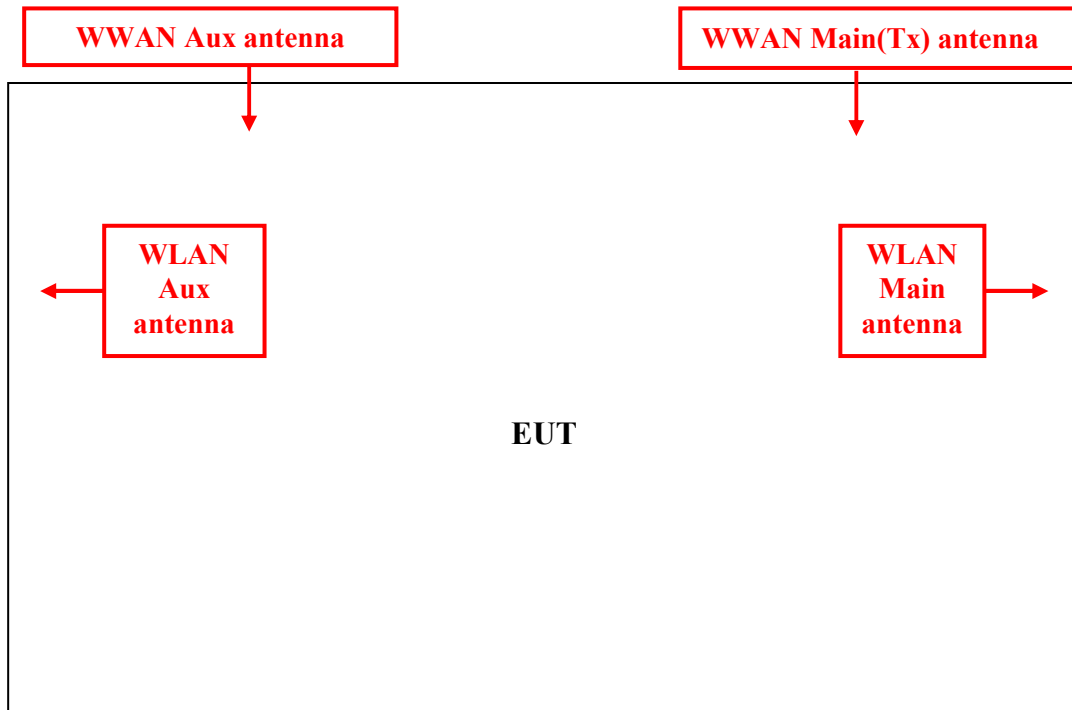 WWAN Aux antenna
WWAN Main(Tx) antenna
WLAN
Aux
antenna
WLAN
Main
antenna
EUT